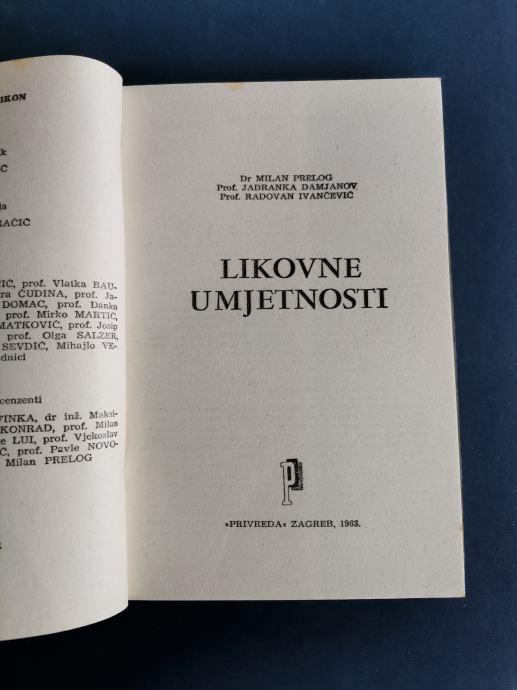 IKON
k
Ć
ja
RAČIĆ
IĆ, prof. Vlatka BAU-
ra ČUDINA, prof. Ja-
DOMAC, prof. Danko
prof. Mirko MARTIĆ,
MATKOVIĆ, prof. Josip
prof. Olga SALZER,
SEVDIĆ, Mihajlo VE-
dnici
cenzenti
FINKA, dr inž. Maksi-
KONRAD, prof. Milan
e LUI, prof. Vjekoslav
Ć, prof. Pavle NOVO-
Milan PRELOG
Dr MILAN PRELOG
Prof. JADRANKA DAMJANOV
Prof. RADOVAN IVANČEVIĆ
LIKOVNE
UMJETNOSTI
P
»PRIVREDA« ZAGREB, 1963.